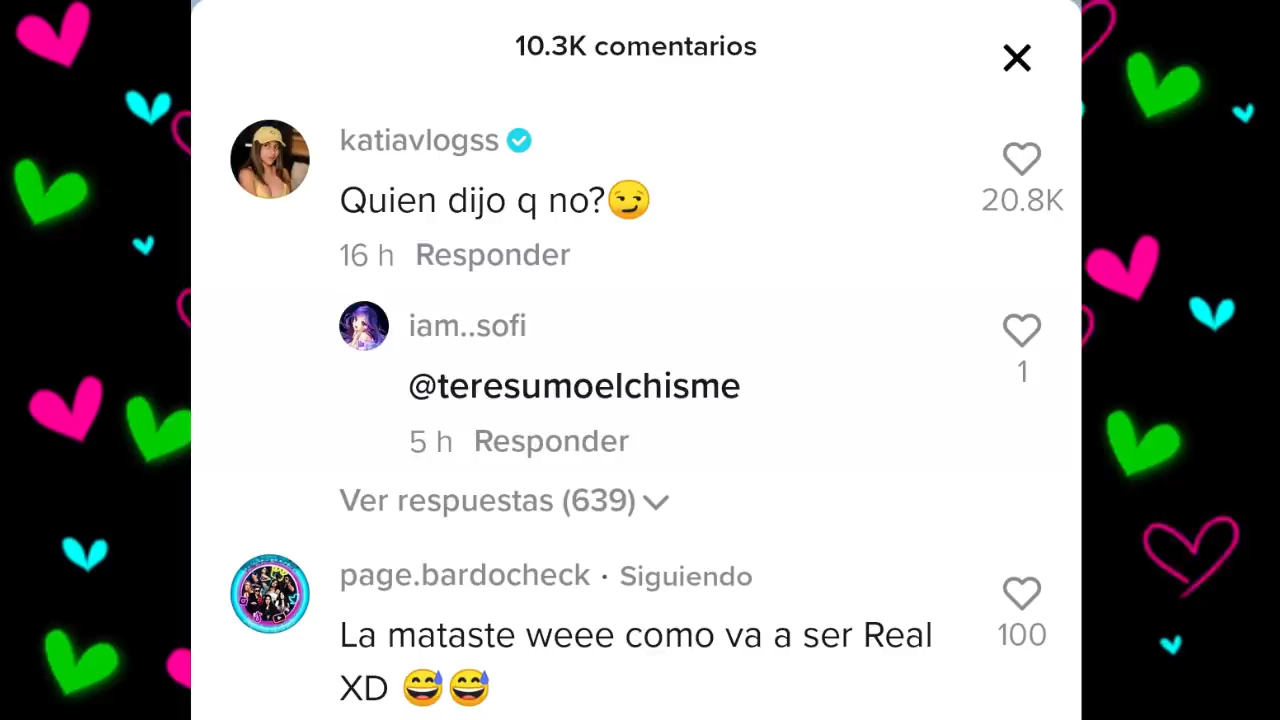 10.3K comentarios
katiavlogss
Quien dijo q no?😏
20.8K
16 h Responder
iam..sofi
@teresumoelchisme
1
5 h Responder
Ver respuestas (639)
page.bardocheck · Siguiendo
La mataste weee como va a ser Real
XD 😅😅
100